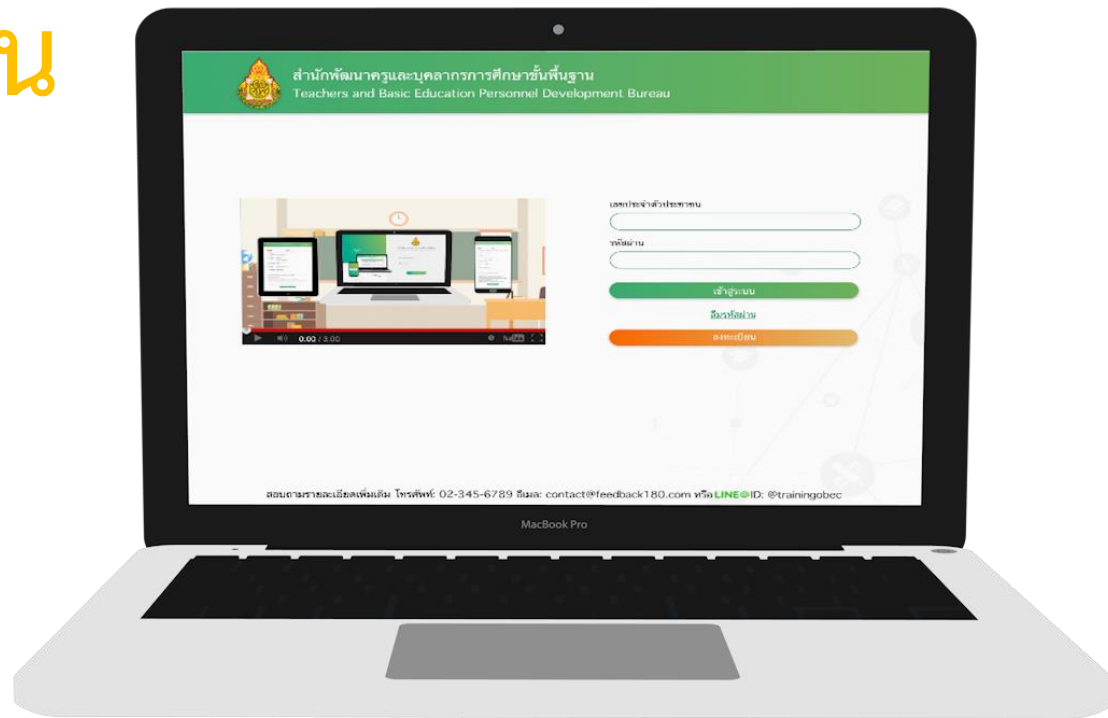 น
สำนักพัฒนาครูและบุคลากรการศึกษาขั้นพื้นฐาน
Teachers and Basic Education Personnel Development Bureau
เลขประจำตัวประชาชน
รหัสผ่าน
เข้าสู่ระบบ
ลืมรหัสผ่าน
ลงทะเบียน
0:00 / 3:00
สอบถามรายละเอียดเพิ่มเติม โทรศัพท์: 02-345-6789 อีเมล: contact@feedback180.com หรือ LINE@ID: @trainingobec
MacBook Pro